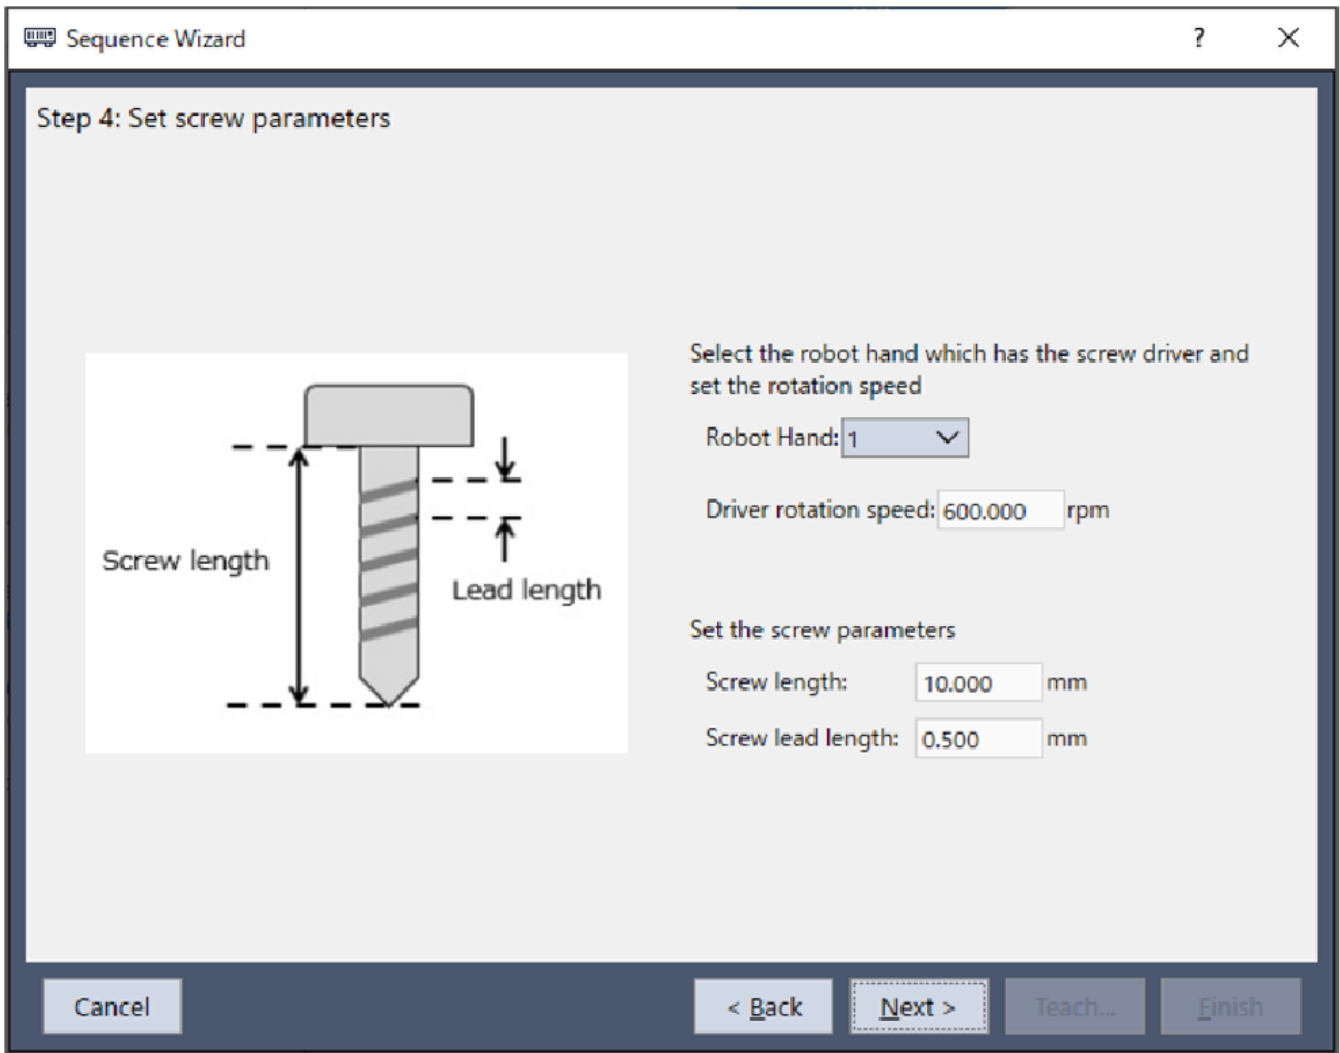 Sequence Wizard
?
Step 4: Set screw parameters
Select the robot hand which has the screw driver and
set the rotation speed
Robot Hand: 1
Driver rotation speed: 600.000 rpm
Screw length
Lead length
Set the screw parameters
Screw length: 10.000 mm
Screw lead length: 0.500 mm
Cancel
< Back
Next >
Teach...
Finish